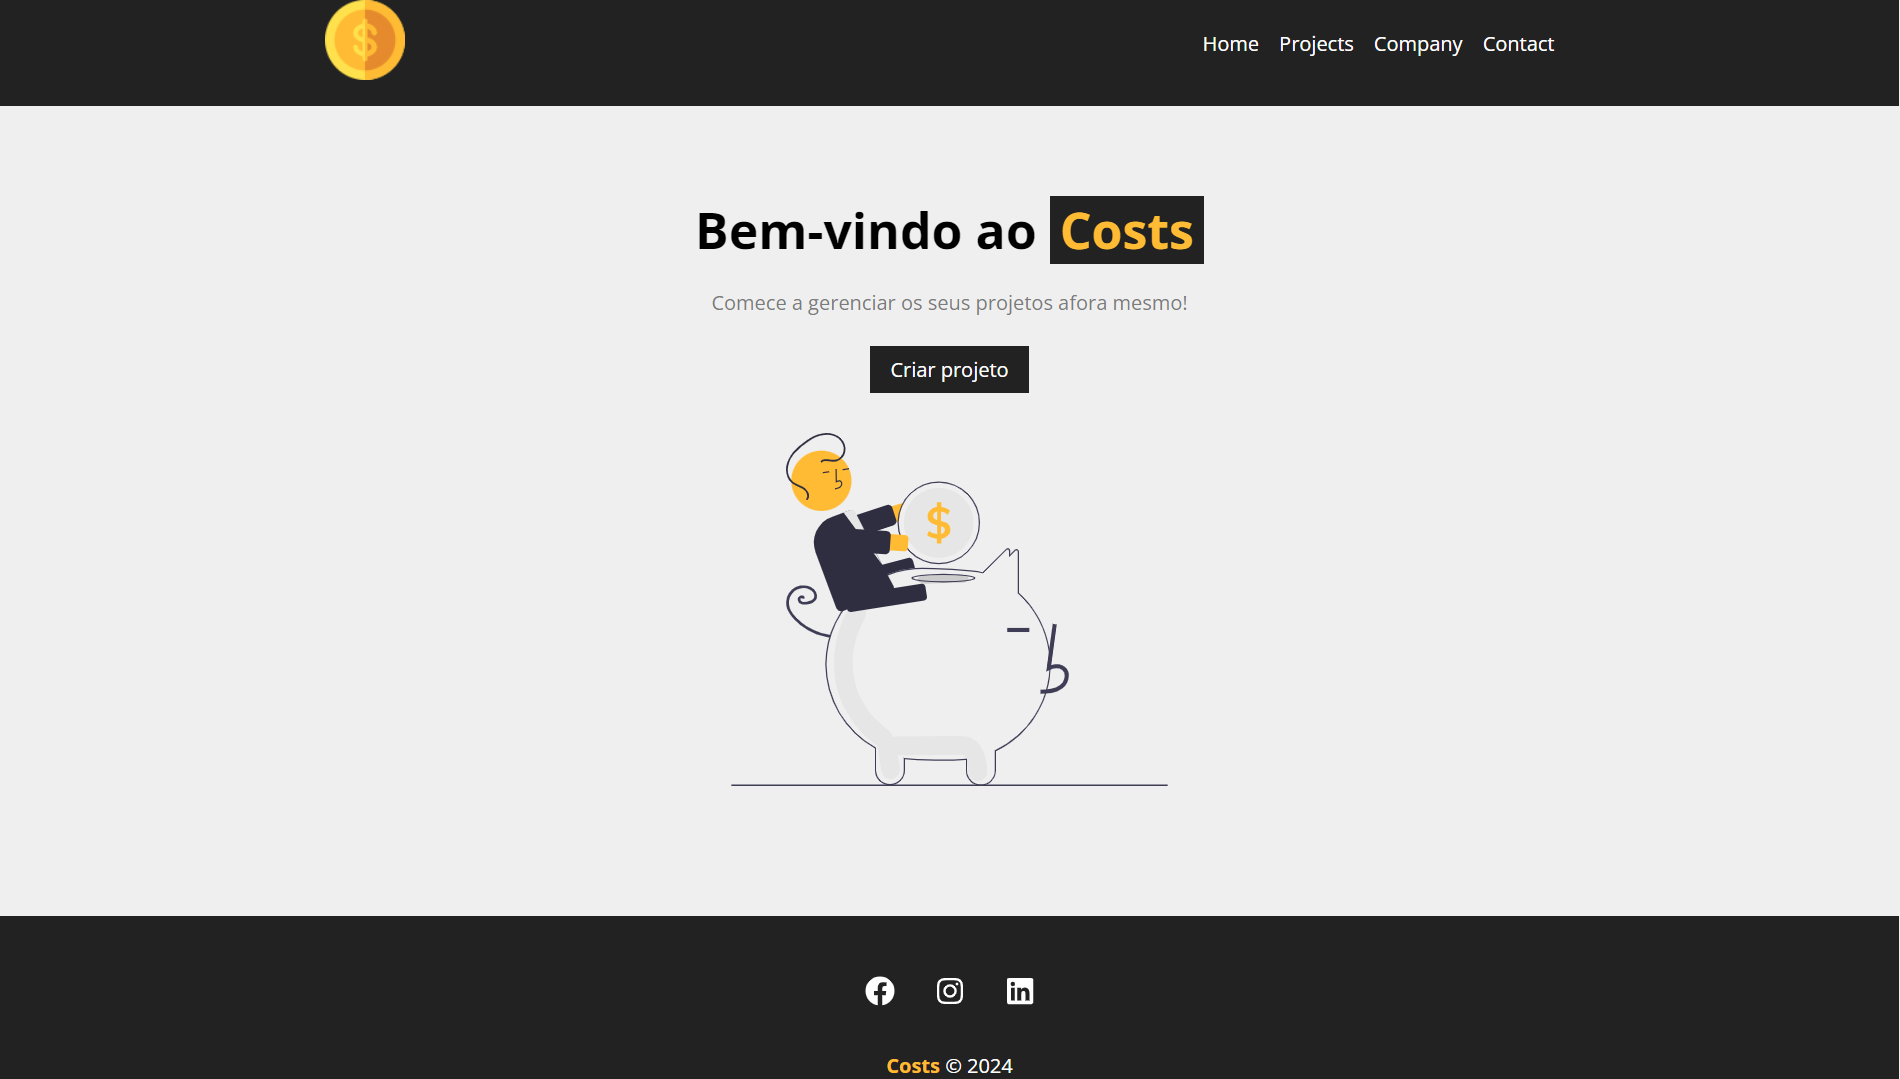 $
Home Projects Company Contact
Bem-vindo ao Costs
Comece a gerenciar os seus projetos afora mesmo!
Criar projeto
$
Costs © 2024